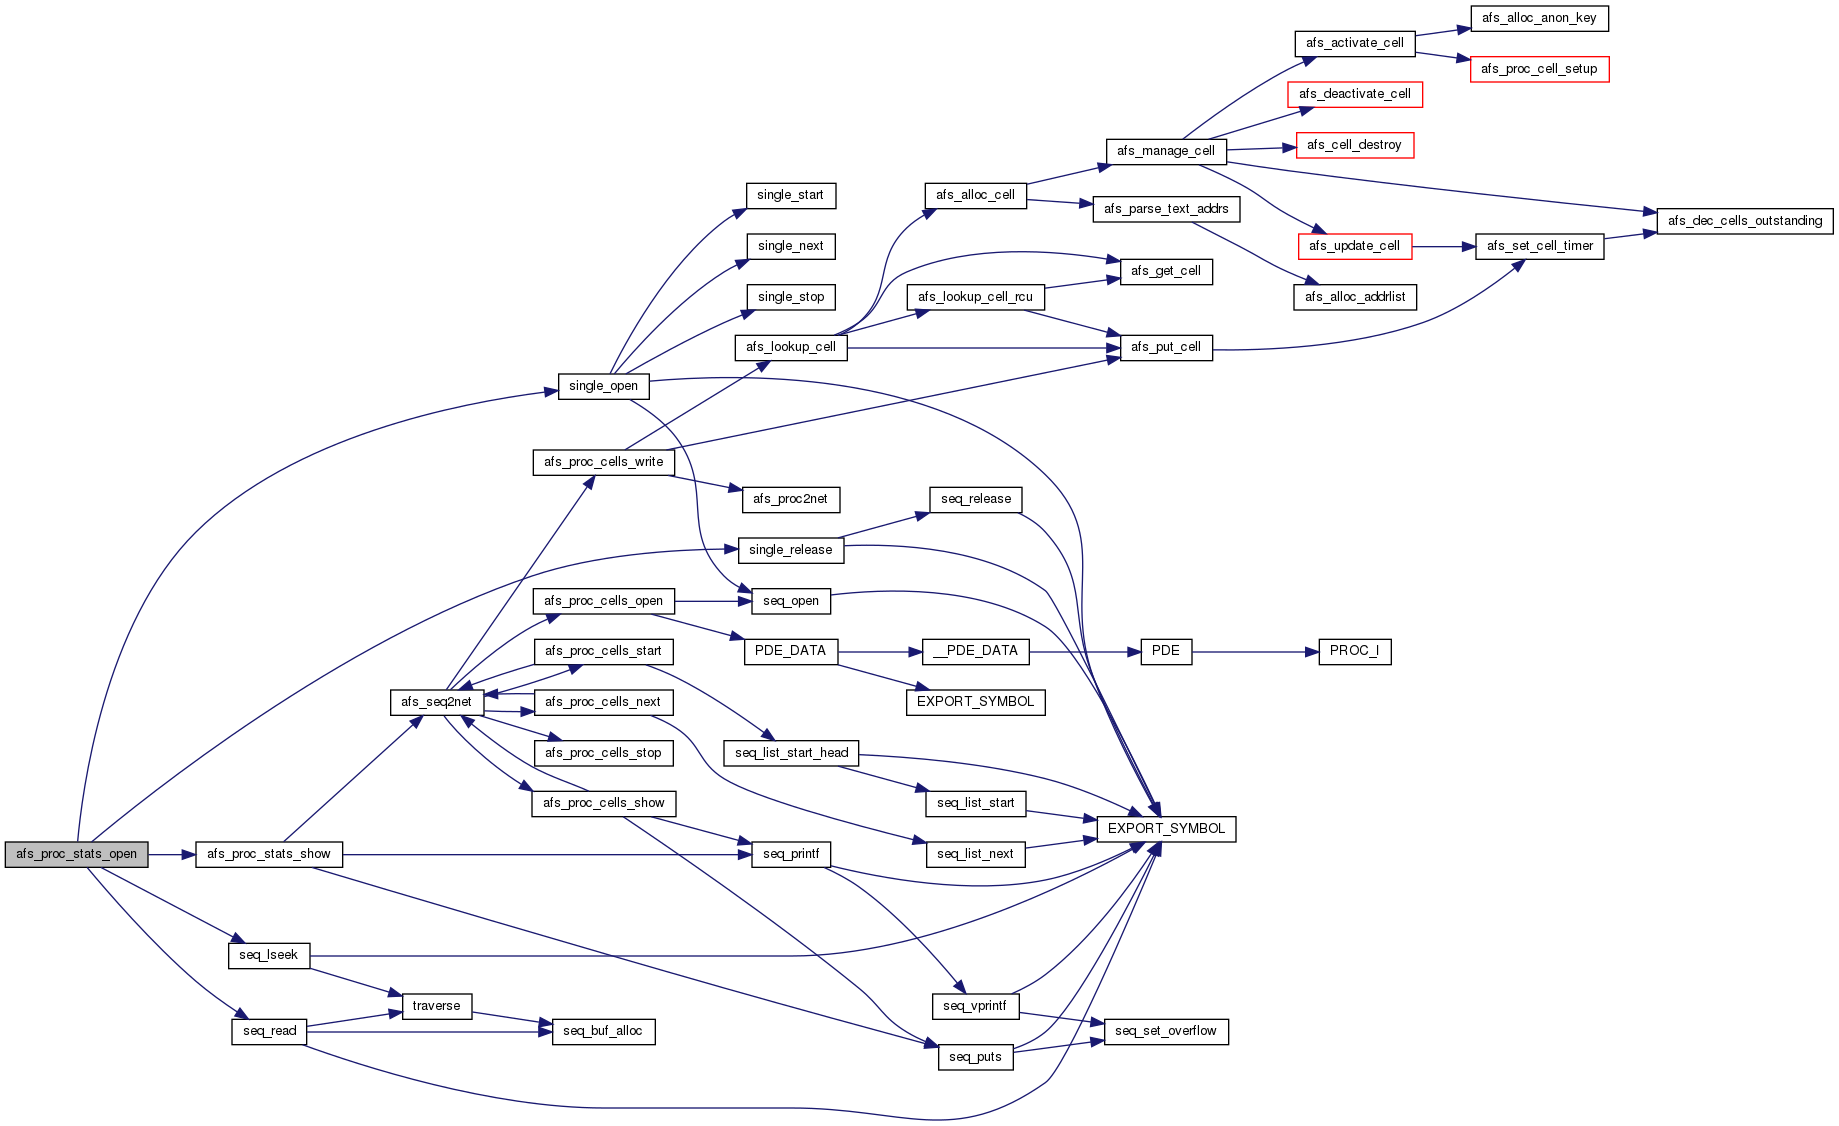 afs_alloc_anon_key
afs_activate_cell
afs_proc_cell_setup
afs_deactivate_cell
afs_cell_destroy
afs_manage_cell
single_start
afs_alloc_cell
afs_parse_text_addrs
afs_dec_cells_outstanding
single_next
afs_update_cell
afs_set_cell_timer
afs_get_cell
single_stop
afs_lookup_cell_rcu
afs_alloc_addrlist
afs_lookup_cell
afs_put_cell
single_open
afs_proc_cells_write
afs_proc2net
seq_release
single_release
afs_proc_cells_open
seq_open
afs_proc_cells_start
PDE_DATA
__PDE_DATA
PDE
PROC_I
afs_seq2net
afs_proc_cells_next
EXPORT_SYMBOL
afs_proc_cells_stop
seq_list_start_head
afs_proc_cells_show
seq_list_start
EXPORT_SYMBOL
afs_proc_stats_open
afs_proc_stats_show
seq_printf
seq_list_next
seq_lseek
traverse
seq_vprintf
seq_read
seq_buf_alloc
seq_set_overflow
seq_puts